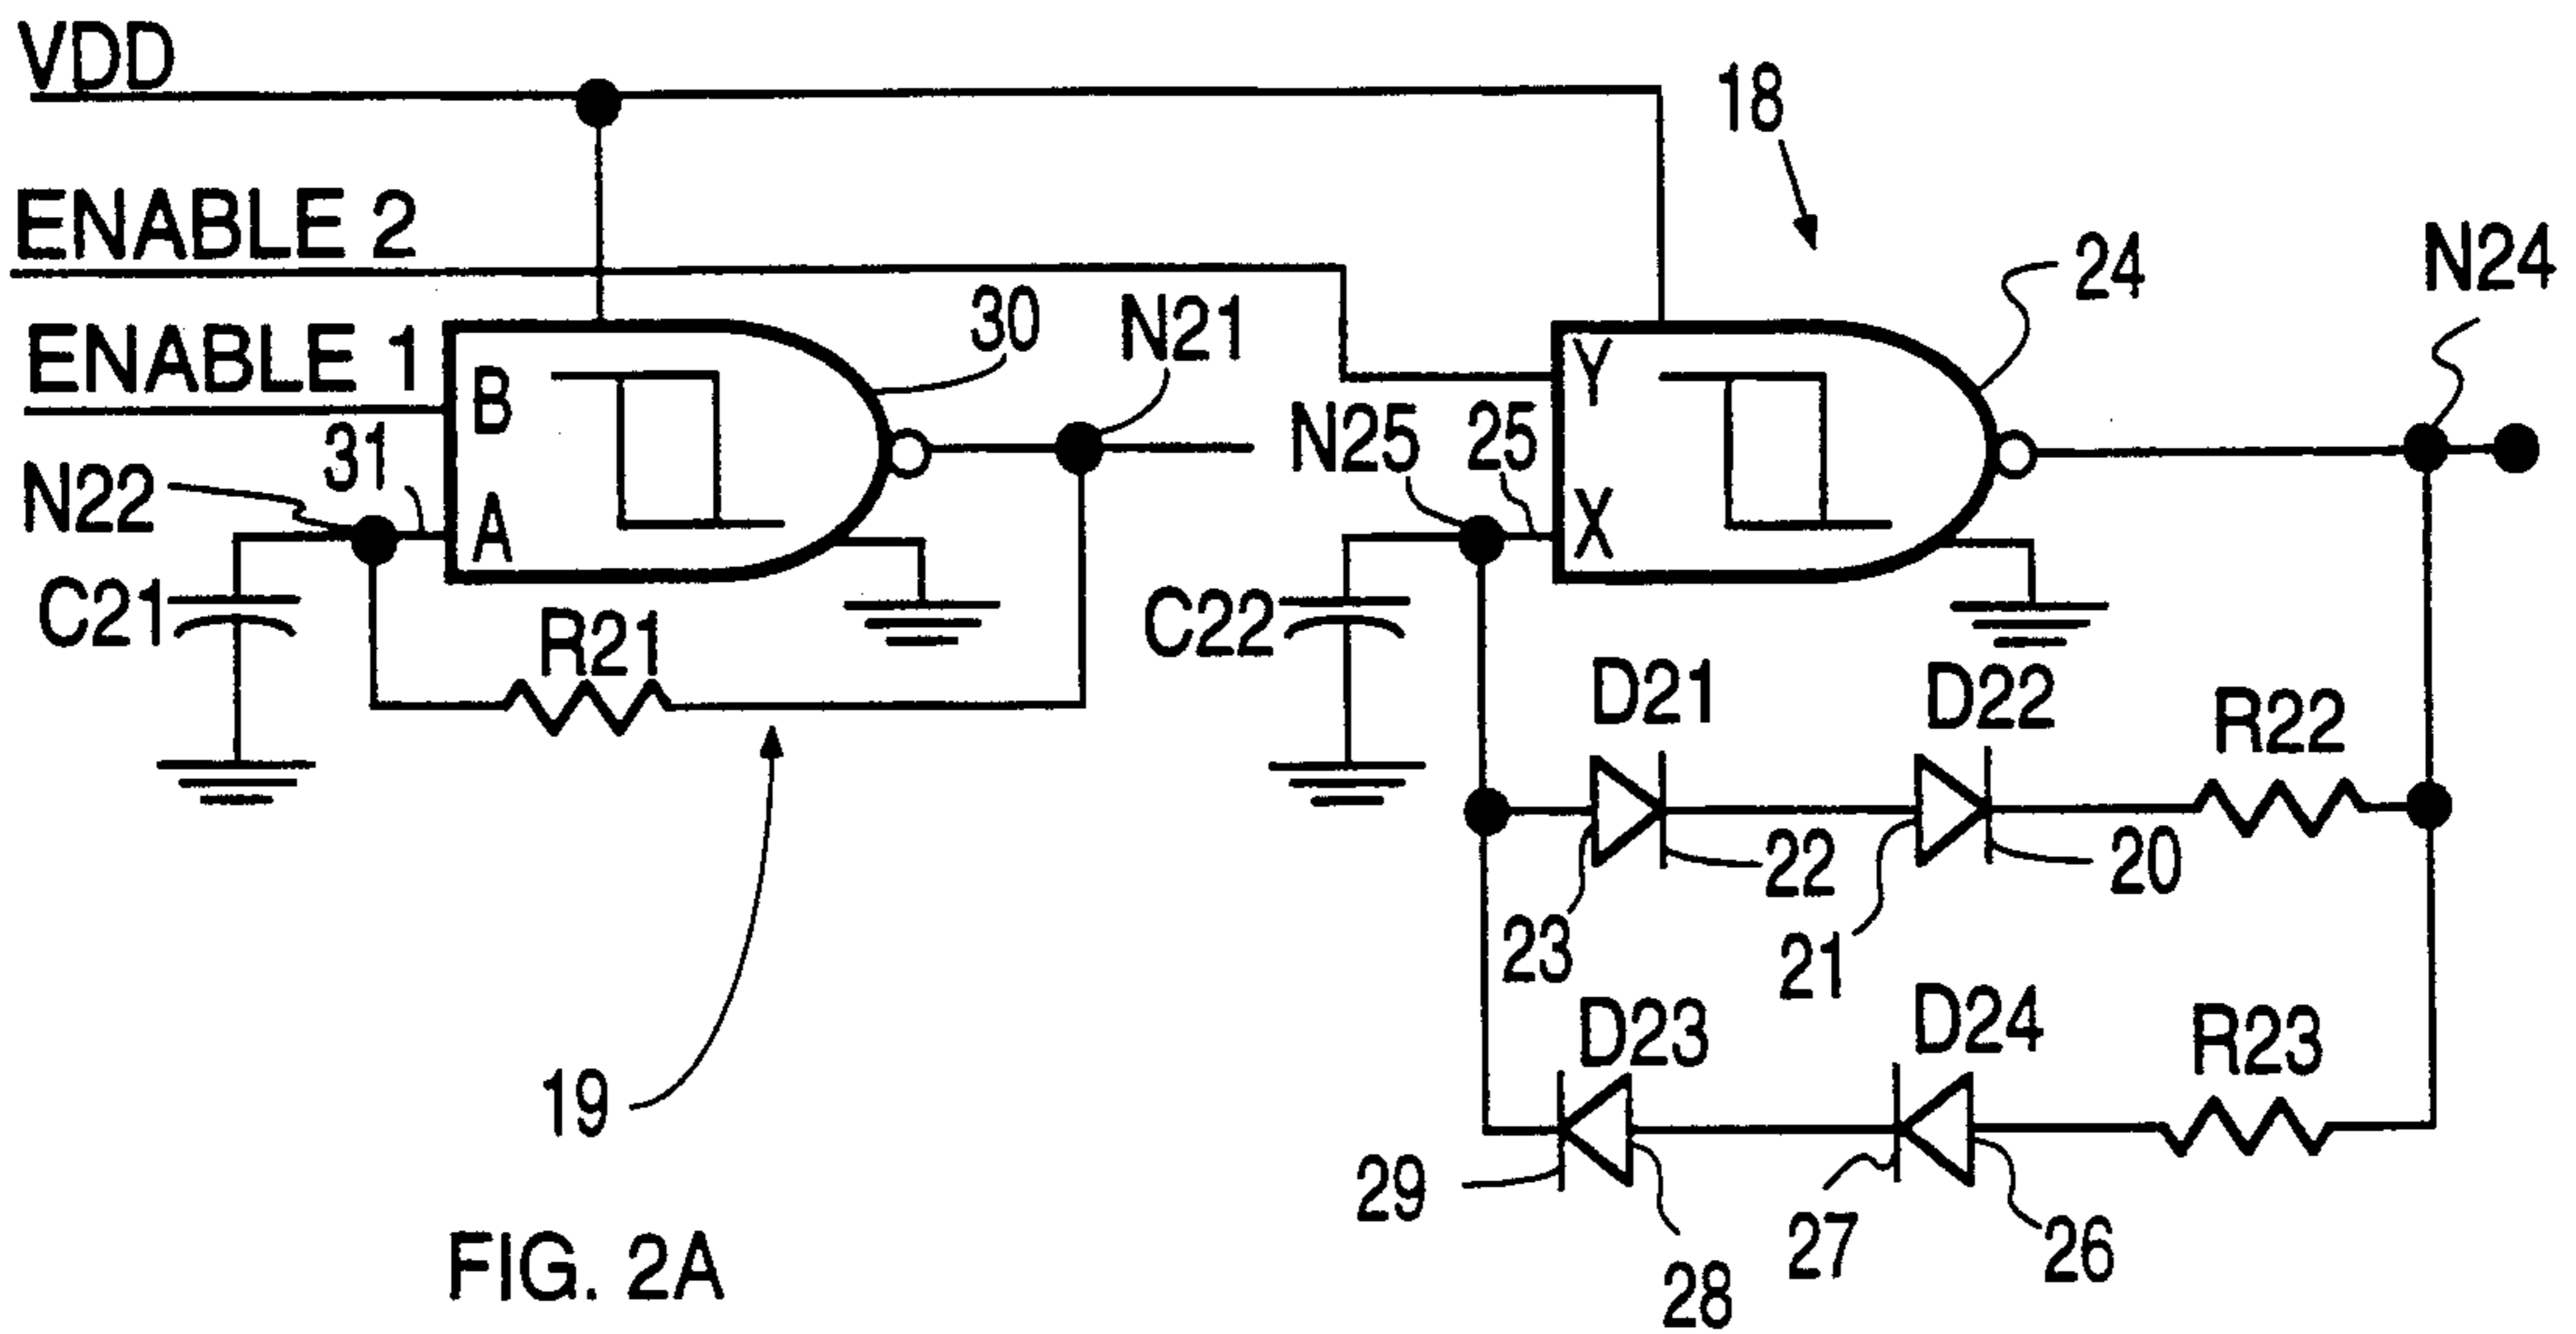 VDD
18
ENABLE 2
24
N24
ENABLE 1
30
N21
B
Y
31
N25
25
N22
A
X
C21
R21
C22
D21
D22
R22
22
20
23
21
D23
D24
R23
19
29
27
26
28
FIG. 2A